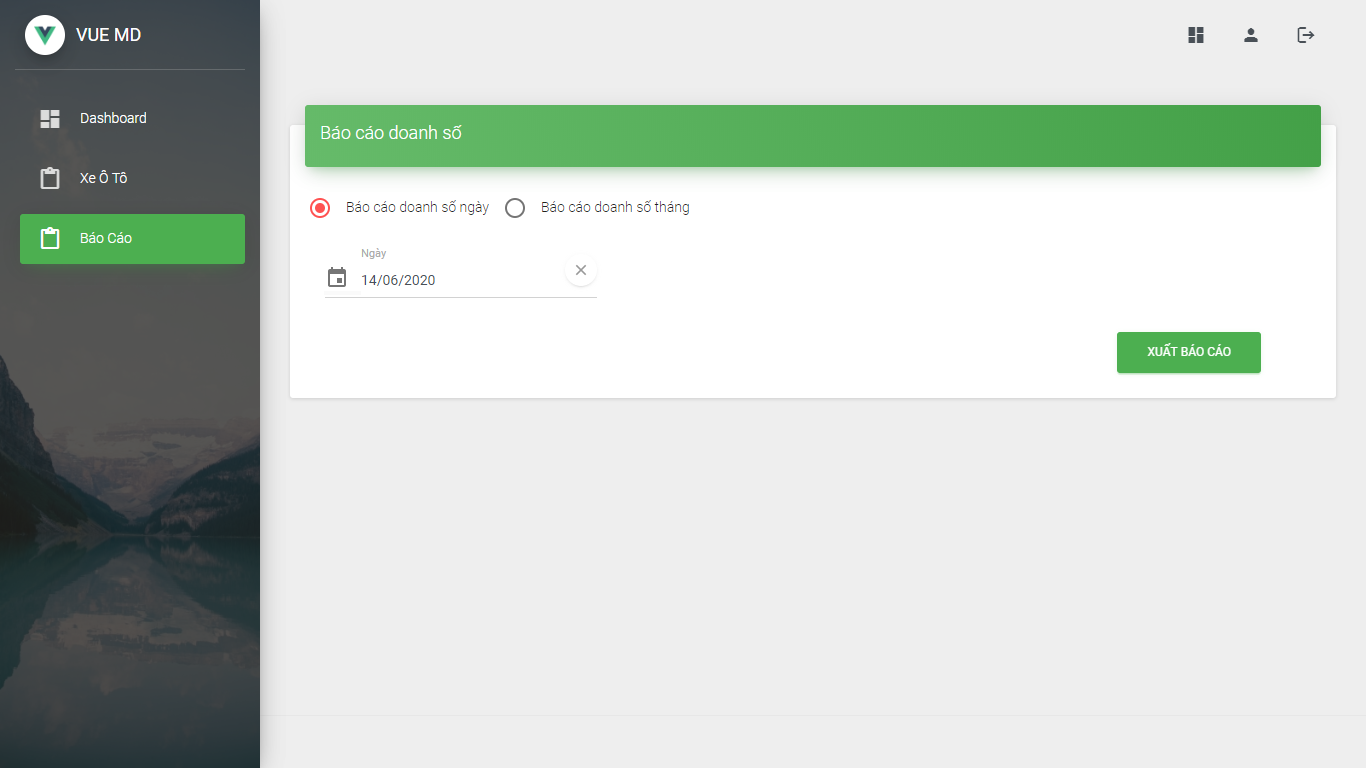 VUE MD
Dashboard
Xe Ô Tô
Báo Cáo
Báo cáo doanh số
Báo cáo doanh số ngày
Báo cáo doanh số tháng
Ngày
14/06/2020
XUẤT BÁO CÁO